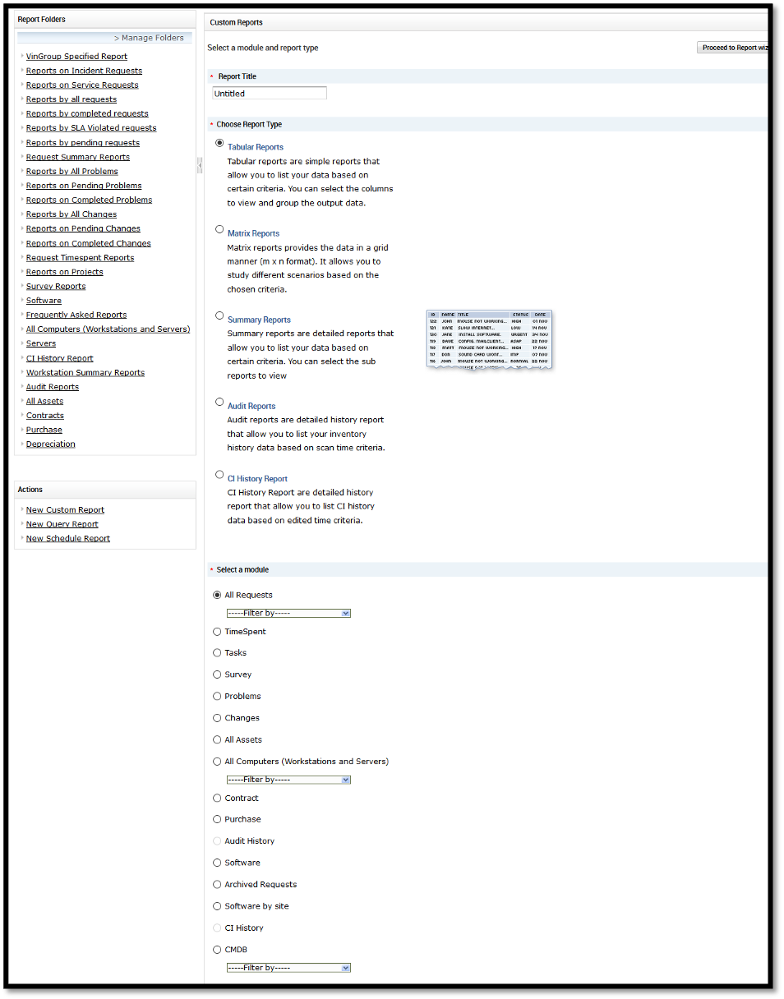 Report Folders
> Manage Folders
VinGroup Specified Report
Reports on Incident Requests
Reports on Service Requests
Reports by all requests
Reports by completed requests
Reports by SLA Violated requests
Reports by pending requests
Request Summary Reports
Reports by All Problems
Reports on Pending Problems
Reports on Completed Problems
Reports by All Changes
Reports on Pending Changes
Reports on Completed Changes
Request Timespent Reports
Reports on Projects
Survey Reports
Software
Frequently Asked Reports
All Computers (Workstations and Servers)
Servers
CI History Report
Workstation Summary Reports
Audit Reports
All Assets
Contracts
Purchase
Depreciation
Actions
New Custom Report
New Query Report
New Schedule Report
Custom Reports
Select a module and report type
Proceed to Report wiz
* Report Title
Untitled
* Choose Report Type
Tabular Reports
Tabular reports are simple reports that
allow you to list your data based on
certain criteria. You can select the columns
to view and group the output data.
Matrix Reports
Matrix reports provides the data in a grid
manner (m x n format). It allows you to
study different scenarios based on the
chosen criteria.
Summary Reports
Summary reports are detailed reports that
allow you to list your data based on
certain criteria. You can select the sub
reports to view
Audit Reports
Audit reports are detailed history report
that allow you to list your inventory
history data based on scan time criteria.
CI History Report
CI History Report are detailed history
report that allow you to list CI history
data based on edited time criteria.
ID NAME TITLE STATUS DATE
122 JOHN MOUSE NOT WORKING... HIGH 01 NOV
121 KATE SLOW INTERNET... LOW 14 NOV
120 JANE INSTALL SOFTWARE. URGENT 24 NOV
119 DAVE CONFIG. MAILCLIENT... ASAP 22 NOV
118 MATT MOUSE NOT WORKING... HIGH 17 NOV
117 DON SOUND CARD WONT... IMP 07 NOV
116 JOHN MOUSE NOT WORKING... NORMAL 22 NOV
* Select a module
All Requests
-----Filter by-----
TimeSpent
Tasks
Survey
Problems
Changes
All Assets
All Computers (Workstations and Servers)
-----Filter by-----
Contract
Purchase
Audit History
Software
Archived Requests
Software by site
CI History
CMDB
-----Filter by-----